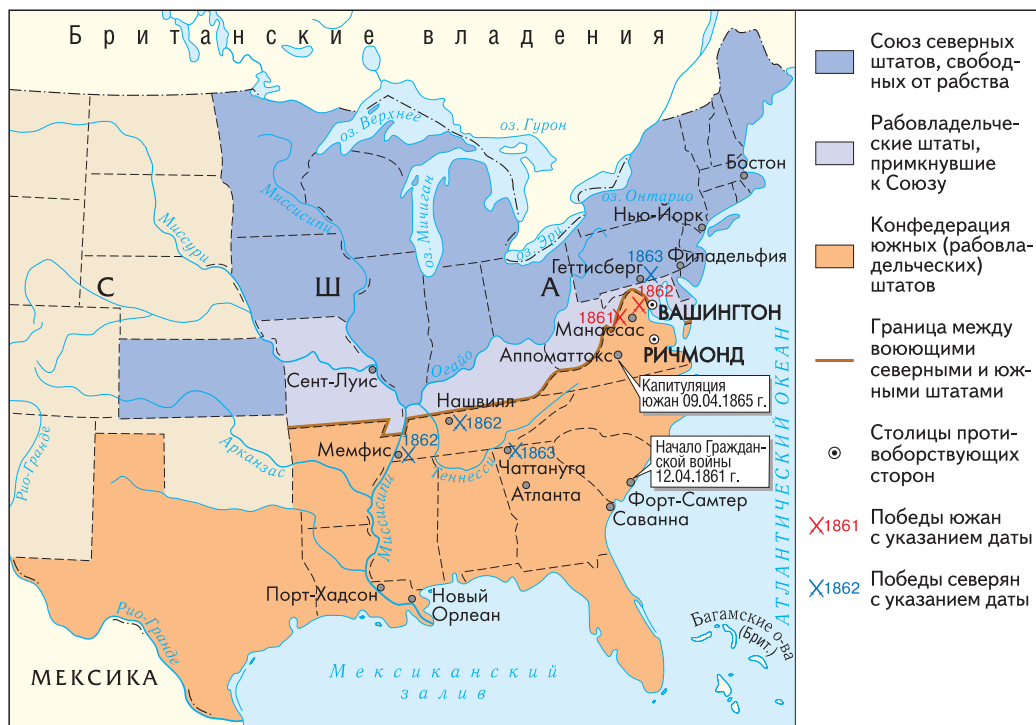 Британские владения
оз. Верхнее
оз. Гурон
оз. Мичиган
оз. Онтарио
оз. Эри
Миссисипи
Миссури
Бостон
Нью-Йорк
С Ш А
1863
Филадельфия
Геттисберг
1862
1861
ВАШИНГТОН
Манассас
Аппоматтокс
РИЧМОНД
Огайо
Сент-Луис
Капитуляция
южан 09.04.1865 г.
Нашвилл
1862
1862
Мемфис
1863
Чаттануга
Теннесси
Арканзас
Рио-Гранде
Начало Граждан-
ской войны
12.04.1861 г.
Атланта
Форт-Самтер
Саванна
Миссисипи
Порт-Хадсон
Новый
Орлеан
Рио-Гранде
МЕКСИКА
Мексиканский
залив
Багамские о-ва
(Брит.)
АТЛАНТИЧЕСКИЙ ОКЕАН
Союз северных
штатов, свобод-
ных от рабства
Рабовладельче-
ские штаты,
примкнувшие
к Союзу
Конфедерация
южных (рабовла-
дельческих)
штатов
Граница между
воюющими
северными и юж-
ными штатами
Столицы проти-
воборствующих
сторон
1861 Победы южан
с указанием даты
1862 Победы северян
с указанием даты